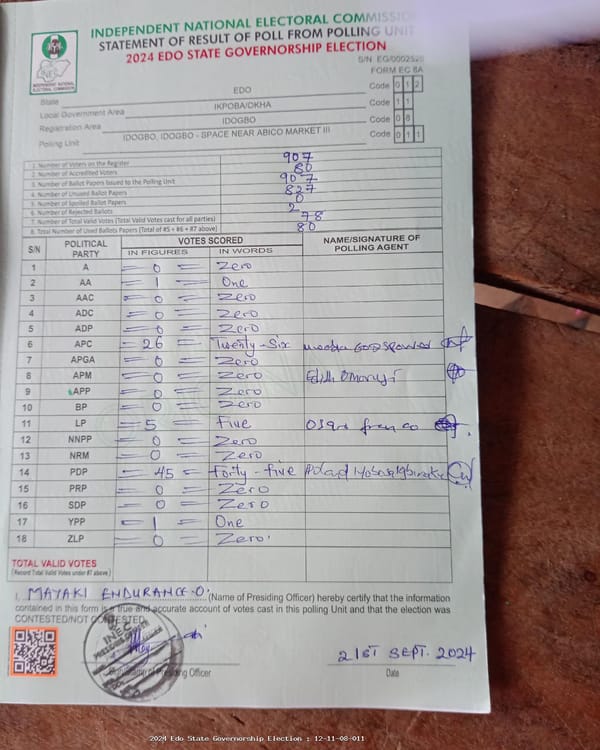 INDEPENDENT NATIONAL ELECTORAL COMMISSION
STATEMENT OF RESULT OF POLL FROM POLLING UNIT
2024 EDO STATE GOVERNORSHIP ELECTION
INEC
INDEPENDENT NATIONAL ELECTORAL COMMISSION
FORM EC 8A
State EDO Code 0 1 2
Local Government Area IKPOBA/OKHA Code 1 1
Registration Area IDOGBO Code 0 8
Polling Unit IDOGBO, IDOGBO - SPACE NEAR ABICO MARKET III Code 0 1 1
1. Number of Voters on the Register 907
2. Number of Accredited Voters 80
3. Number of Ballot Papers Issued to the Polling Unit 907
4. Number of Unused Ballot Papers 827
5. Number of Spoiled Ballot Papers 0
6. Number of Rejected Ballots 2
7. Number of Total Valid Votes (Total Valid Votes cast for all parties) 78
8. Total Number of Used Ballots Papers (Total of #5 + #6 + #7 above) 80
S/N POLITICAL PARTY VOTES SCORED NAME/SIGNATURE OF POLLING AGENT
IN FIGURES IN WORDS
1 A = 0 = Zero
2 AA = 1 = One
3 AAC = 0 = Zero
4 ADC = 0 = Zero
5 ADP = 0 = Zero
6 APC = 26 = Twenty-Six
7 APGA = 0 = Zero
8 APM = 0 = Zero Edith Omoruyi
9 APP = 0 = Zero
10 BP = 0 = Zero
11 LP = 5 = Five
12 NNPP = 0 = Zero
13 NRM = 0 = Zero
14 PDP = 45 = Forty-five
15 PRP = 0 = Zero
16 SDP = 0 = Zero
17 YPP = 1 = One
18 ZLP = 0 = Zero.
TOTAL VALID VOTES
(Record Total Valid Votes under #7 above)
I, MAYAKI ENDURANCE .O. (Name of Presiding Officer) hereby certify that the information
contained in this form is a true and accurate account of votes cast in this polling Unit and that the election was
CONTESTED/NOT CONTESTED.
INEC
21ST SEPT. 2024
Presiding Officer Date
2024 Edo State Governorship Election : 12-11-08-011